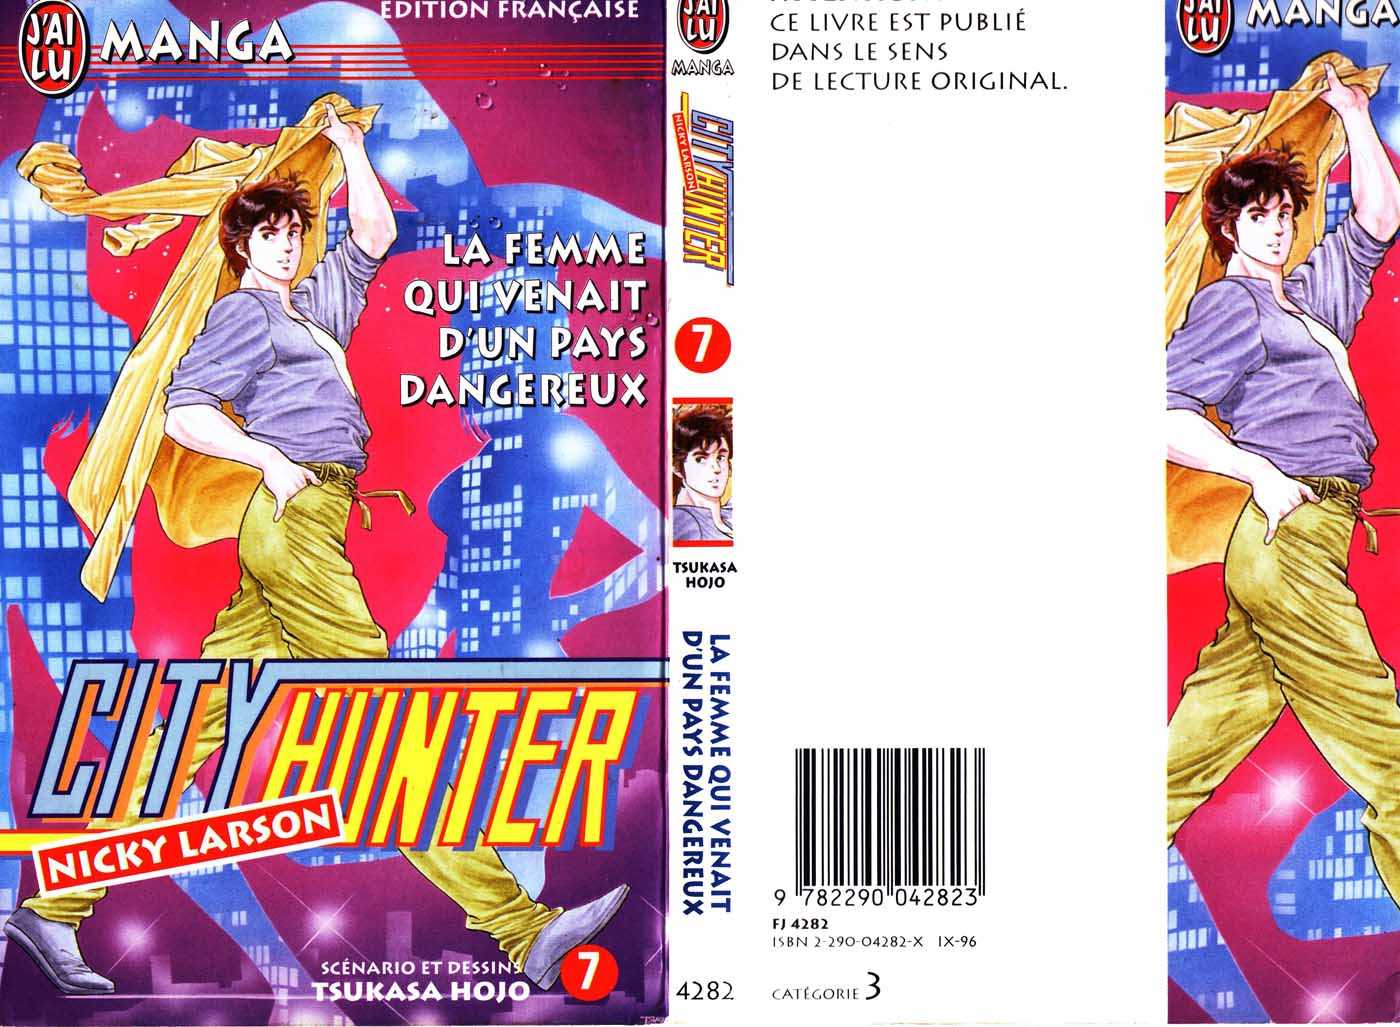 ÉDITION FRANÇAISE
J'AI LU
MANGA
LA FEMME
QUI VENAIT
D'UN PAYS
DANGEREUX
CITY HUNTER
NICKY LARSON
SCÉNARIO ET DESSINS
TSUKASA HOJO
7
J'AI LU
MANGA
CITY HUNTER
NICKY LARSON
7
TSUKASA
HOJO
LA FEMME QUI VENAIT
D'UN PAYS DANGEREUX
4282
CE LIVRE EST PUBLIÉ
DANS LE SENS
DE LECTURE ORIGINAL.
9 782290 042823
FJ 4282
ISBN 2-290-04282-X IX-96
CATÉGORIE 3
J'AI LU
MANGA